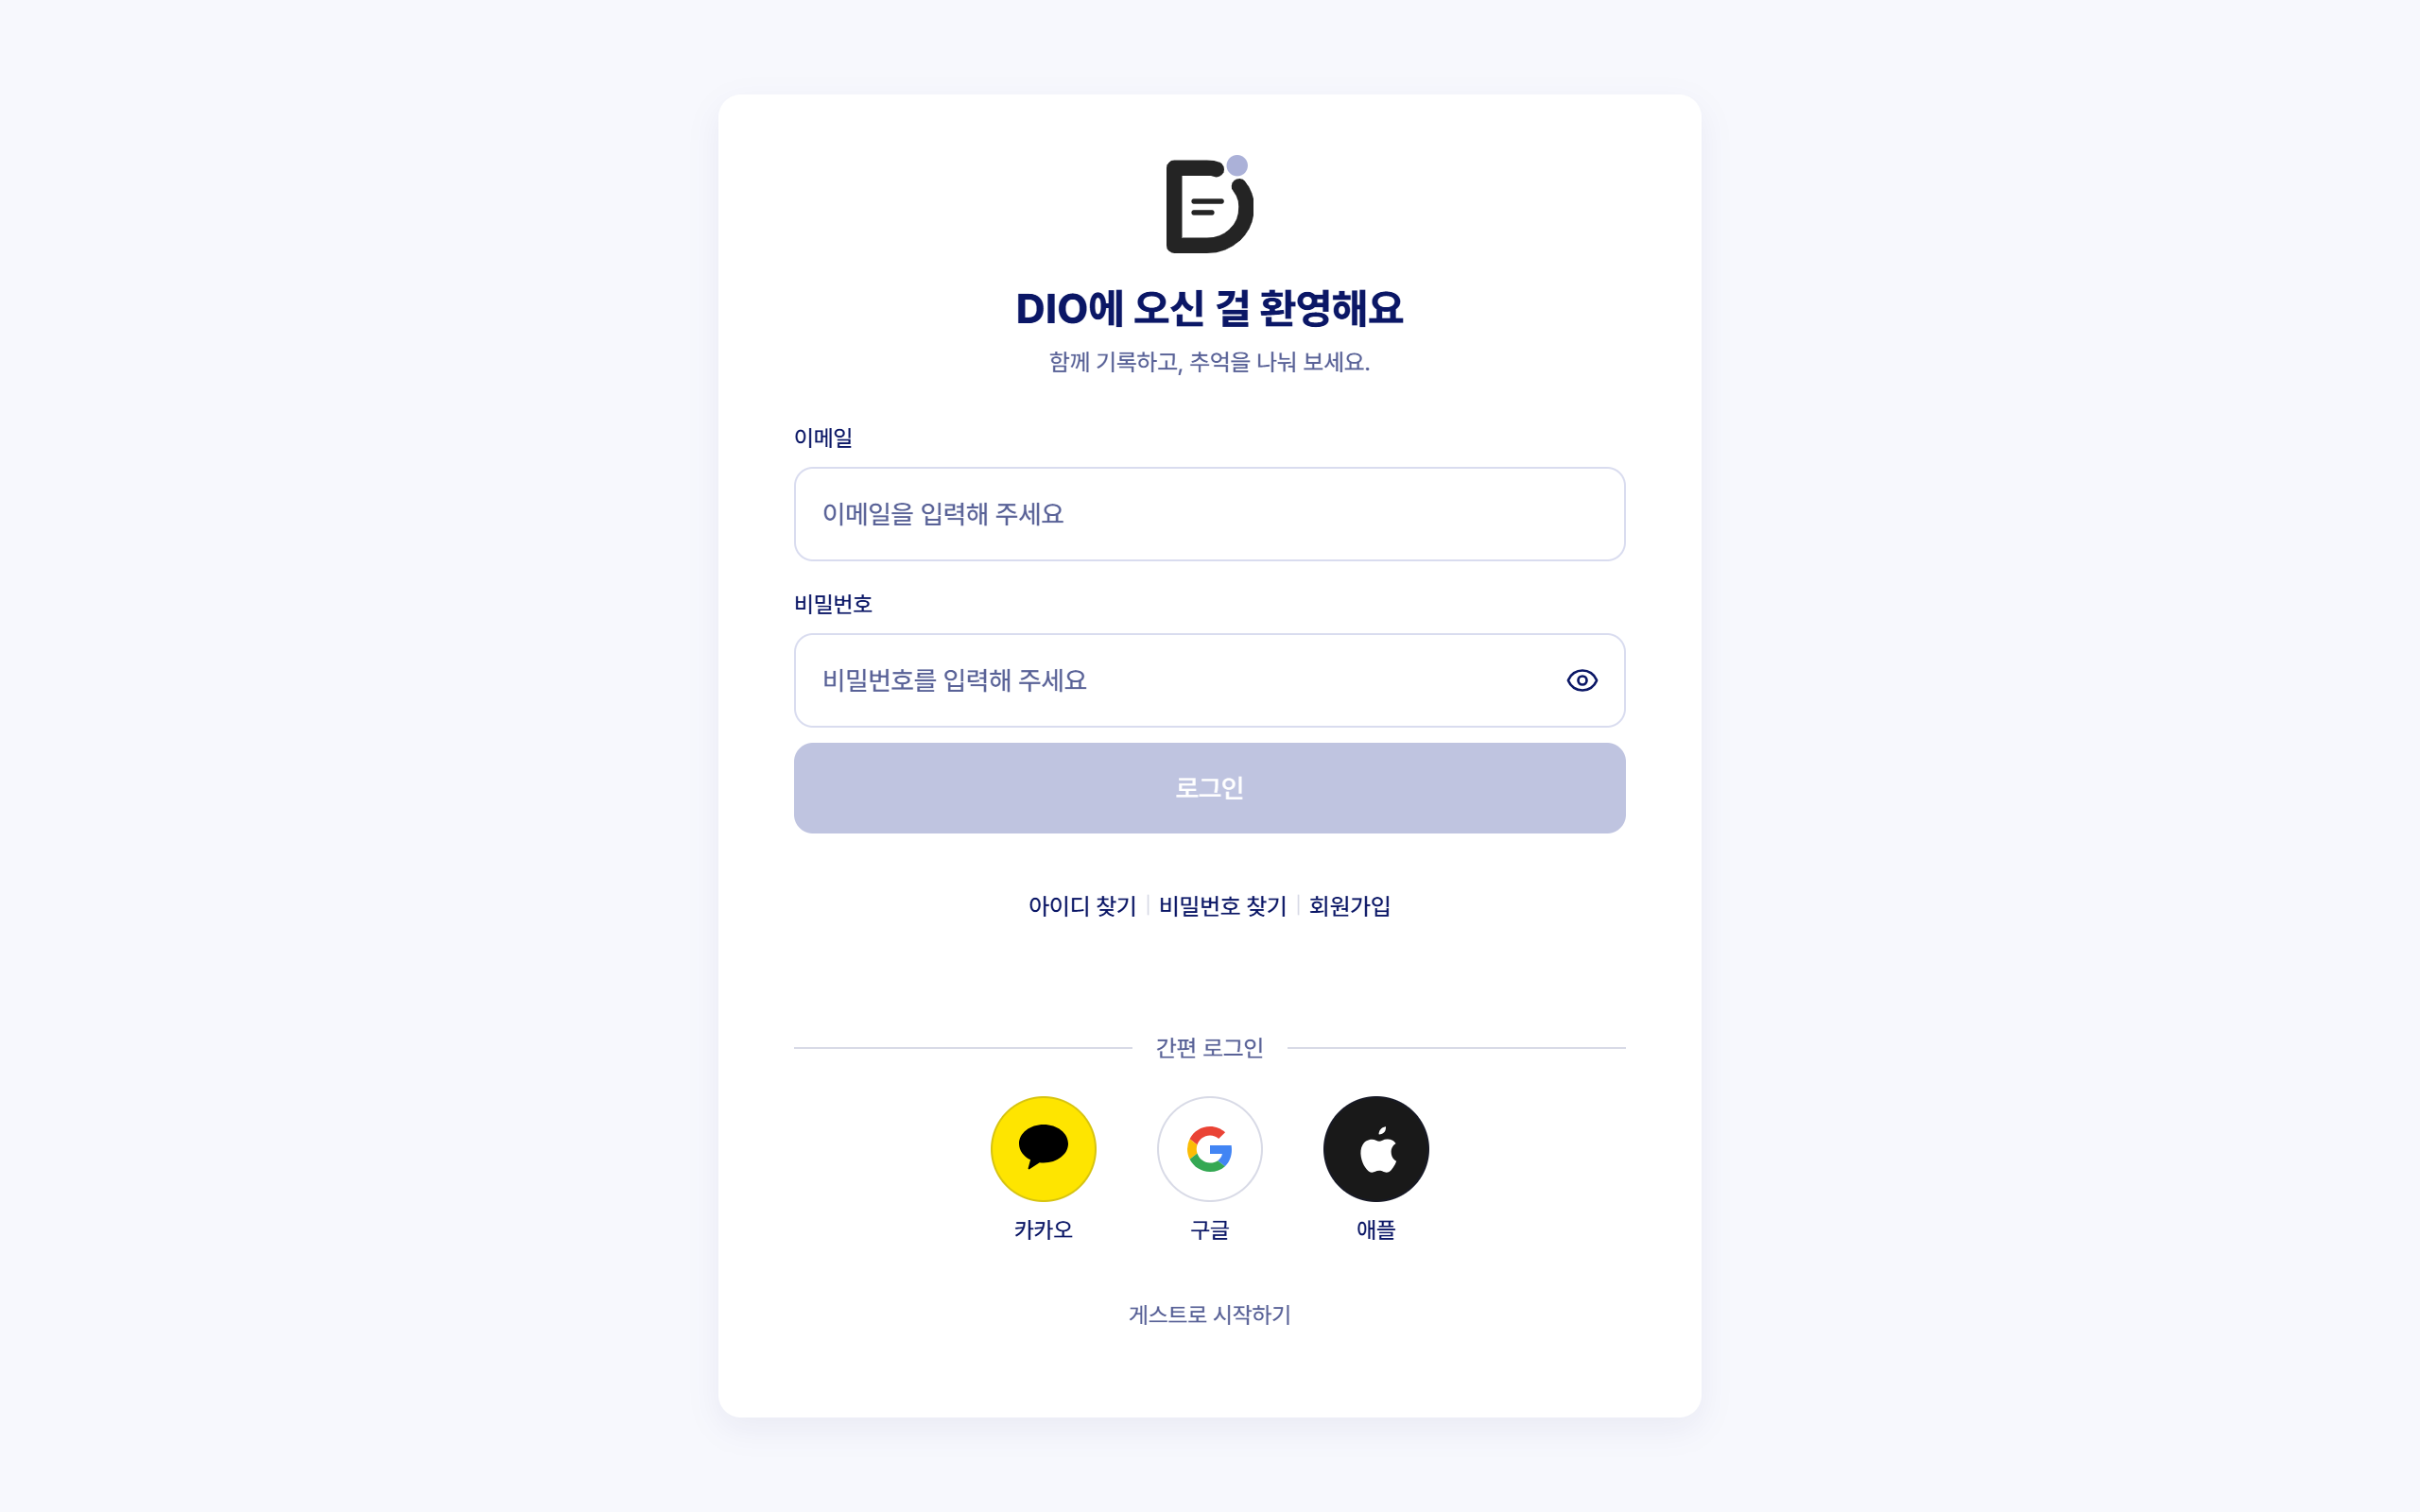 DIO에 오신 걸 환영해요
함께 기록하고, 추억을 나눠 보세요.
이메일
이메일을 입력해 주세요
비밀번호
비밀번호를 입력해 주세요
로그인
아이디 찾기 | 비밀번호 찾기 | 회원가입
간편 로그인
카카오 구글 애플
게스트로 시작하기